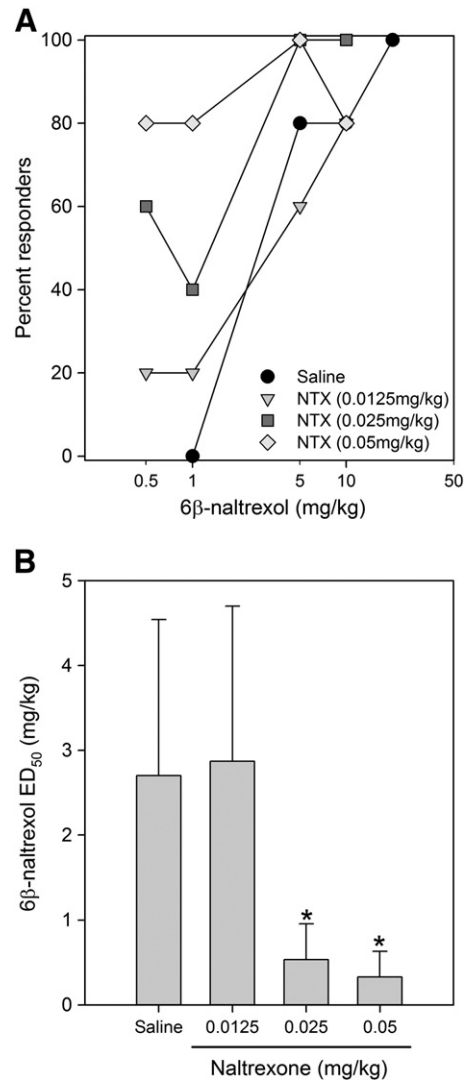 A
Percent responders
100
80
60
40
20
0
Saline
NTX (0.0125mg/kg)
NTX (0.025mg/kg)
NTX (0.05mg/kg)
0.5 1 5 10 50
6β-naltrexol (mg/kg)
B
6β-naltrexol ED50 (mg/kg)
5
4
3
2
1
0
* *
Saline 0.0125 0.025 0.05
Naltrexone (mg/kg)